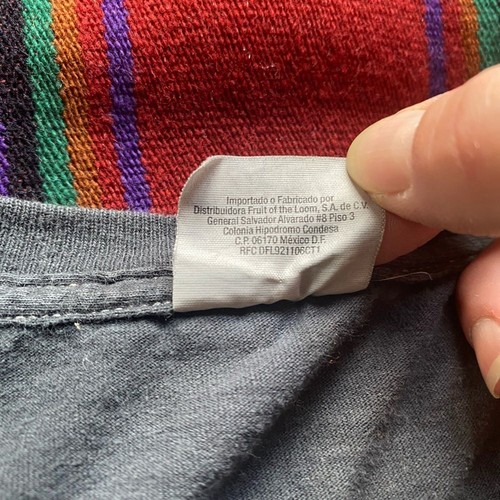 Importado o Fabricado por
Distribuidora Fruit of the Loom, S.A. de C.V.
General Salvador Alvarado #8 Piso 3
Colonia Hipodromo Condesa
C.P. 06170 México D.F.
RFC DFL921106CT1